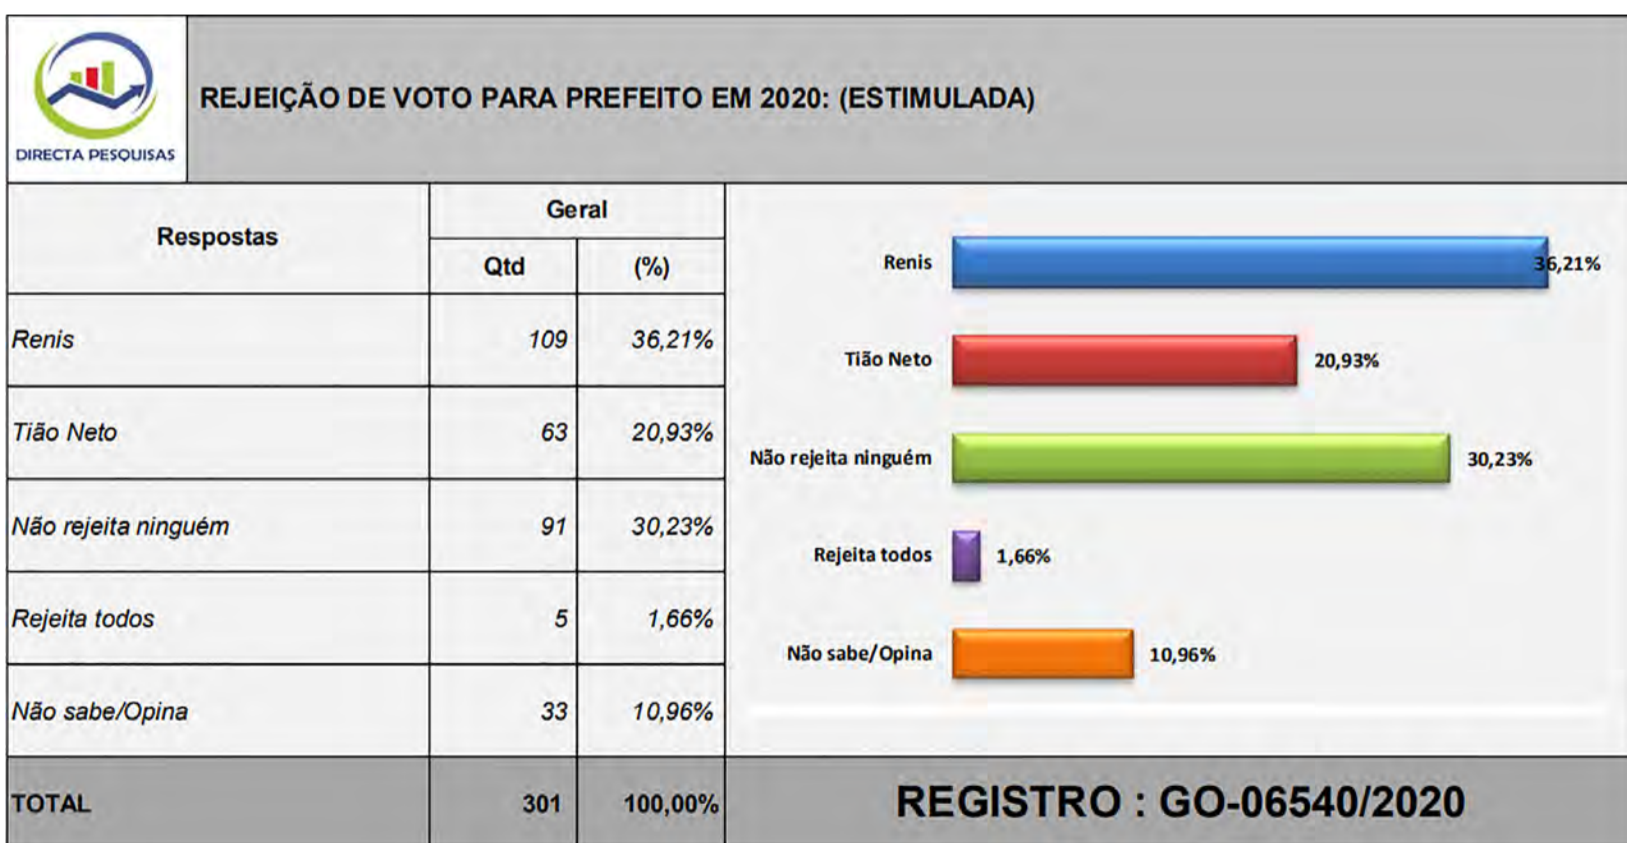 DIRECTA PESQUISAS
REJEIÇÃO DE VOTO PARA PREFEITO EM 2020: (ESTIMULADA)
Respostas
Geral
Qtd (%)
Renis 109 36,21%
Tião Neto 63 20,93%
Não rejeita ninguém 91 30,23%
Rejeita todos 5 1,66%
Não sabe/Opina 33 10,96%
TOTAL 301 100,00%
Renis 36,21%
Tião Neto 20,93%
Não rejeita ninguém 30,23%
Rejeita todos 1,66%
Não sabe/Opina 10,96%
REGISTRO : GO-06540/2020